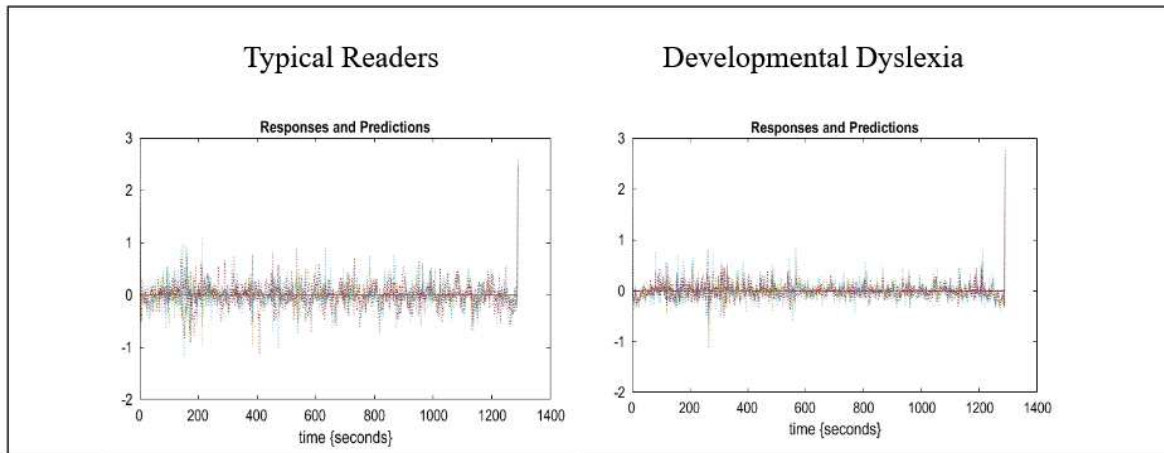 Typical Readers
Developmental Dyslexia
Responses and Predictions
3
2
1
0
-1
-2
0 200 400 600 800 1000 1200 1400
time {seconds}
Responses and Predictions
3
2
1
0
-1
-2
0 200 400 600 800 1000 1200 1400
time {seconds}